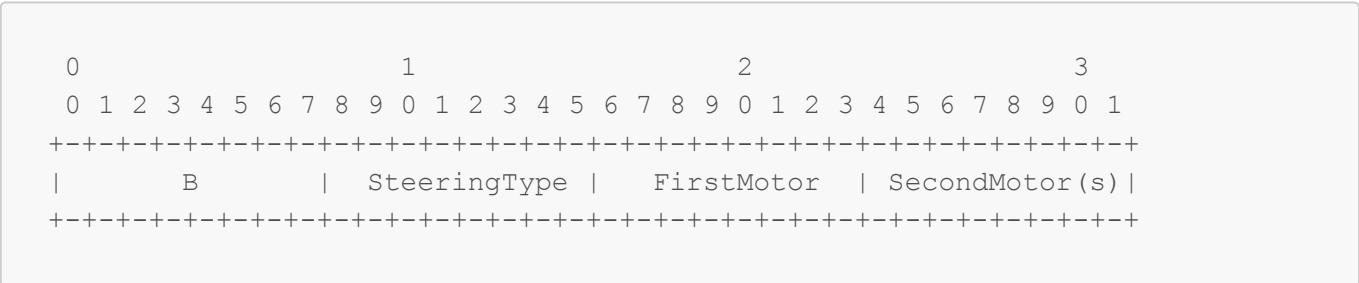 0                   1                   2                   3
0 1 2 3 4 5 6 7 8 9 0 1 2 3 4 5 6 7 8 9 0 1 2 3 4 5 6 7 8 9 0 1
+-+-+-+-+-+-+-+-+-+-+-+-+-+-+-+-+-+-+-+-+-+-+-+-+-+-+-+-+-+-+-+-+
|       B       |  SteeringType |   FirstMotor  | SecondMotor(s)|
+-+-+-+-+-+-+-+-+-+-+-+-+-+-+-+-+-+-+-+-+-+-+-+-+-+-+-+-+-+-+-+-+